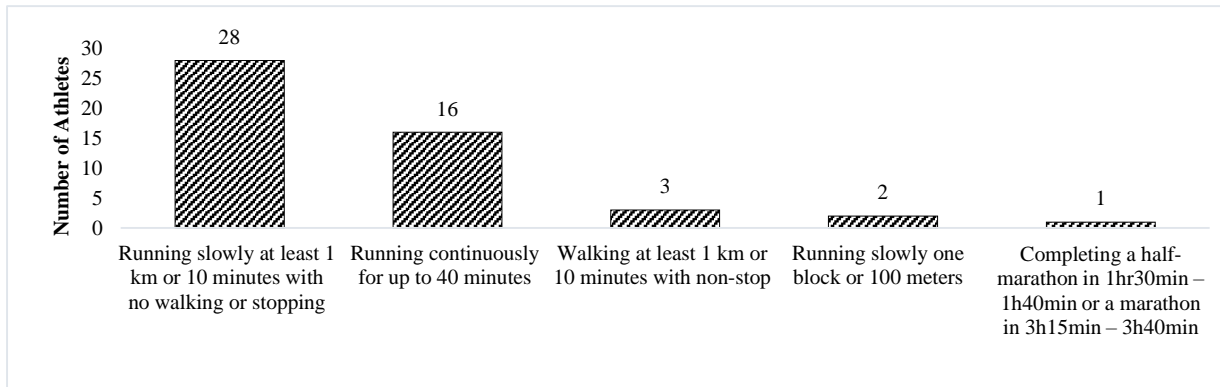 Number of Athletes
30
25
20
15
10
5
0
28
16
3
2
1
Running slowly at least 1
km or 10 minutes with
no walking or stopping
Running continuously
for up to 40 minutes
Walking at least 1 km or
10 minutes with non-stop
Running slowly one
block or 100 meters
Completing a half-
marathon in 1hr30min –
1h40min or a marathon
in 3h15min – 3h40min